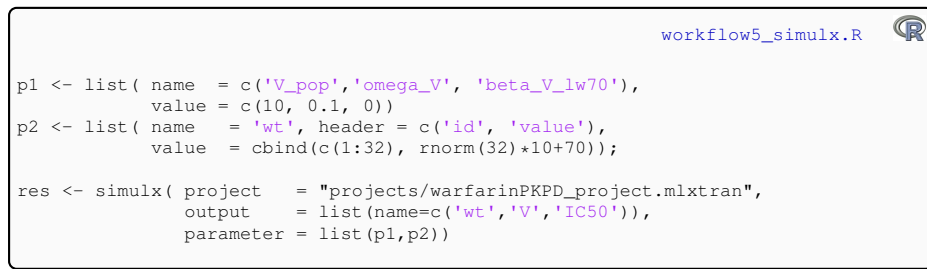 workflow5_simulx.R R
p1 <- list( name = c('V_pop','omega_V', 'beta_V_lw70'),
value = c(10, 0.1, 0))
p2 <- list( name = 'wt', header = c('id', 'value'),
value = cbind(c(1:32), rnorm(32)*10+70));
res <- simulx( project = "projects/warfarinPKPD_project.mlxtran",
output = list(name=c('wt','V','IC50')),
parameter = list(p1,p2))